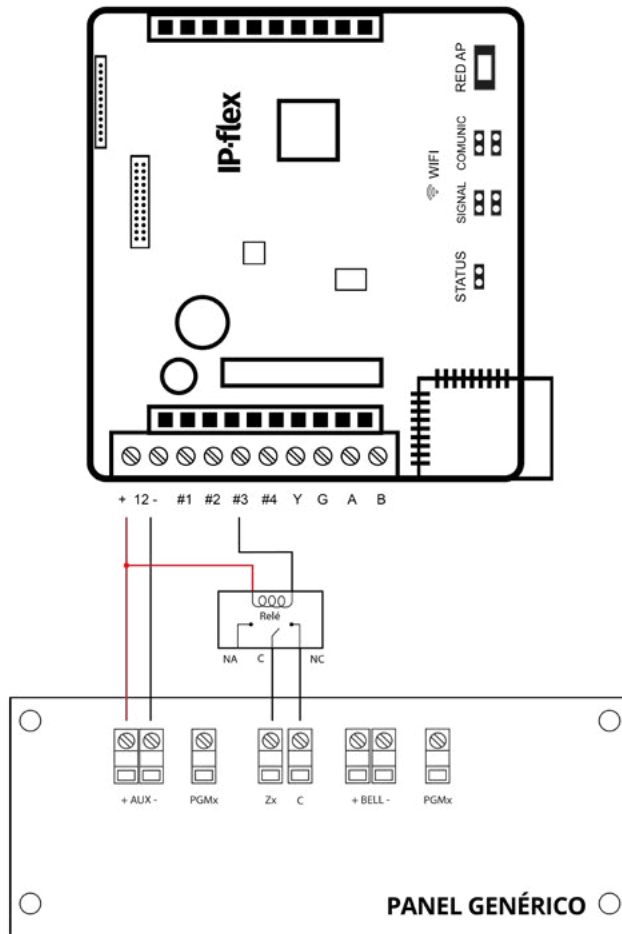 RED AP
COMUNIC
WIFI
SIGNAL
STATUS
IP-flex
+ 12 - #1 #2 #3 #4 Y G A B
Relé
NA C NC
+ AUX - PGMx Zx C + BELL - PGMx
PANEL GENÉRICO